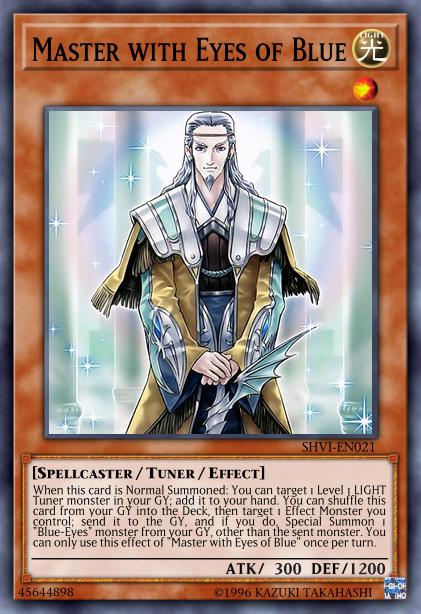 Master with Eyes of Blue
LIGHT
光
SHVI-EN021
[Spellcaster / Tuner / Effect]
When this card is Normal Summoned: You can target 1 Level 1 LIGHT
Tuner monster in your GY; add it to your hand. You can shuffle this
card from your GY into the Deck, then target 1 Effect Monster you
control; send it to the GY, and if you do, Special Summon 1
"Blue-Eyes" monster from your GY, other than the sent monster. You
can only use this effect of "Master with Eyes of Blue" once per turn.
ATK/ 300 DEF/1200
45644898
©1996 KAZUKI TAKAHASHI